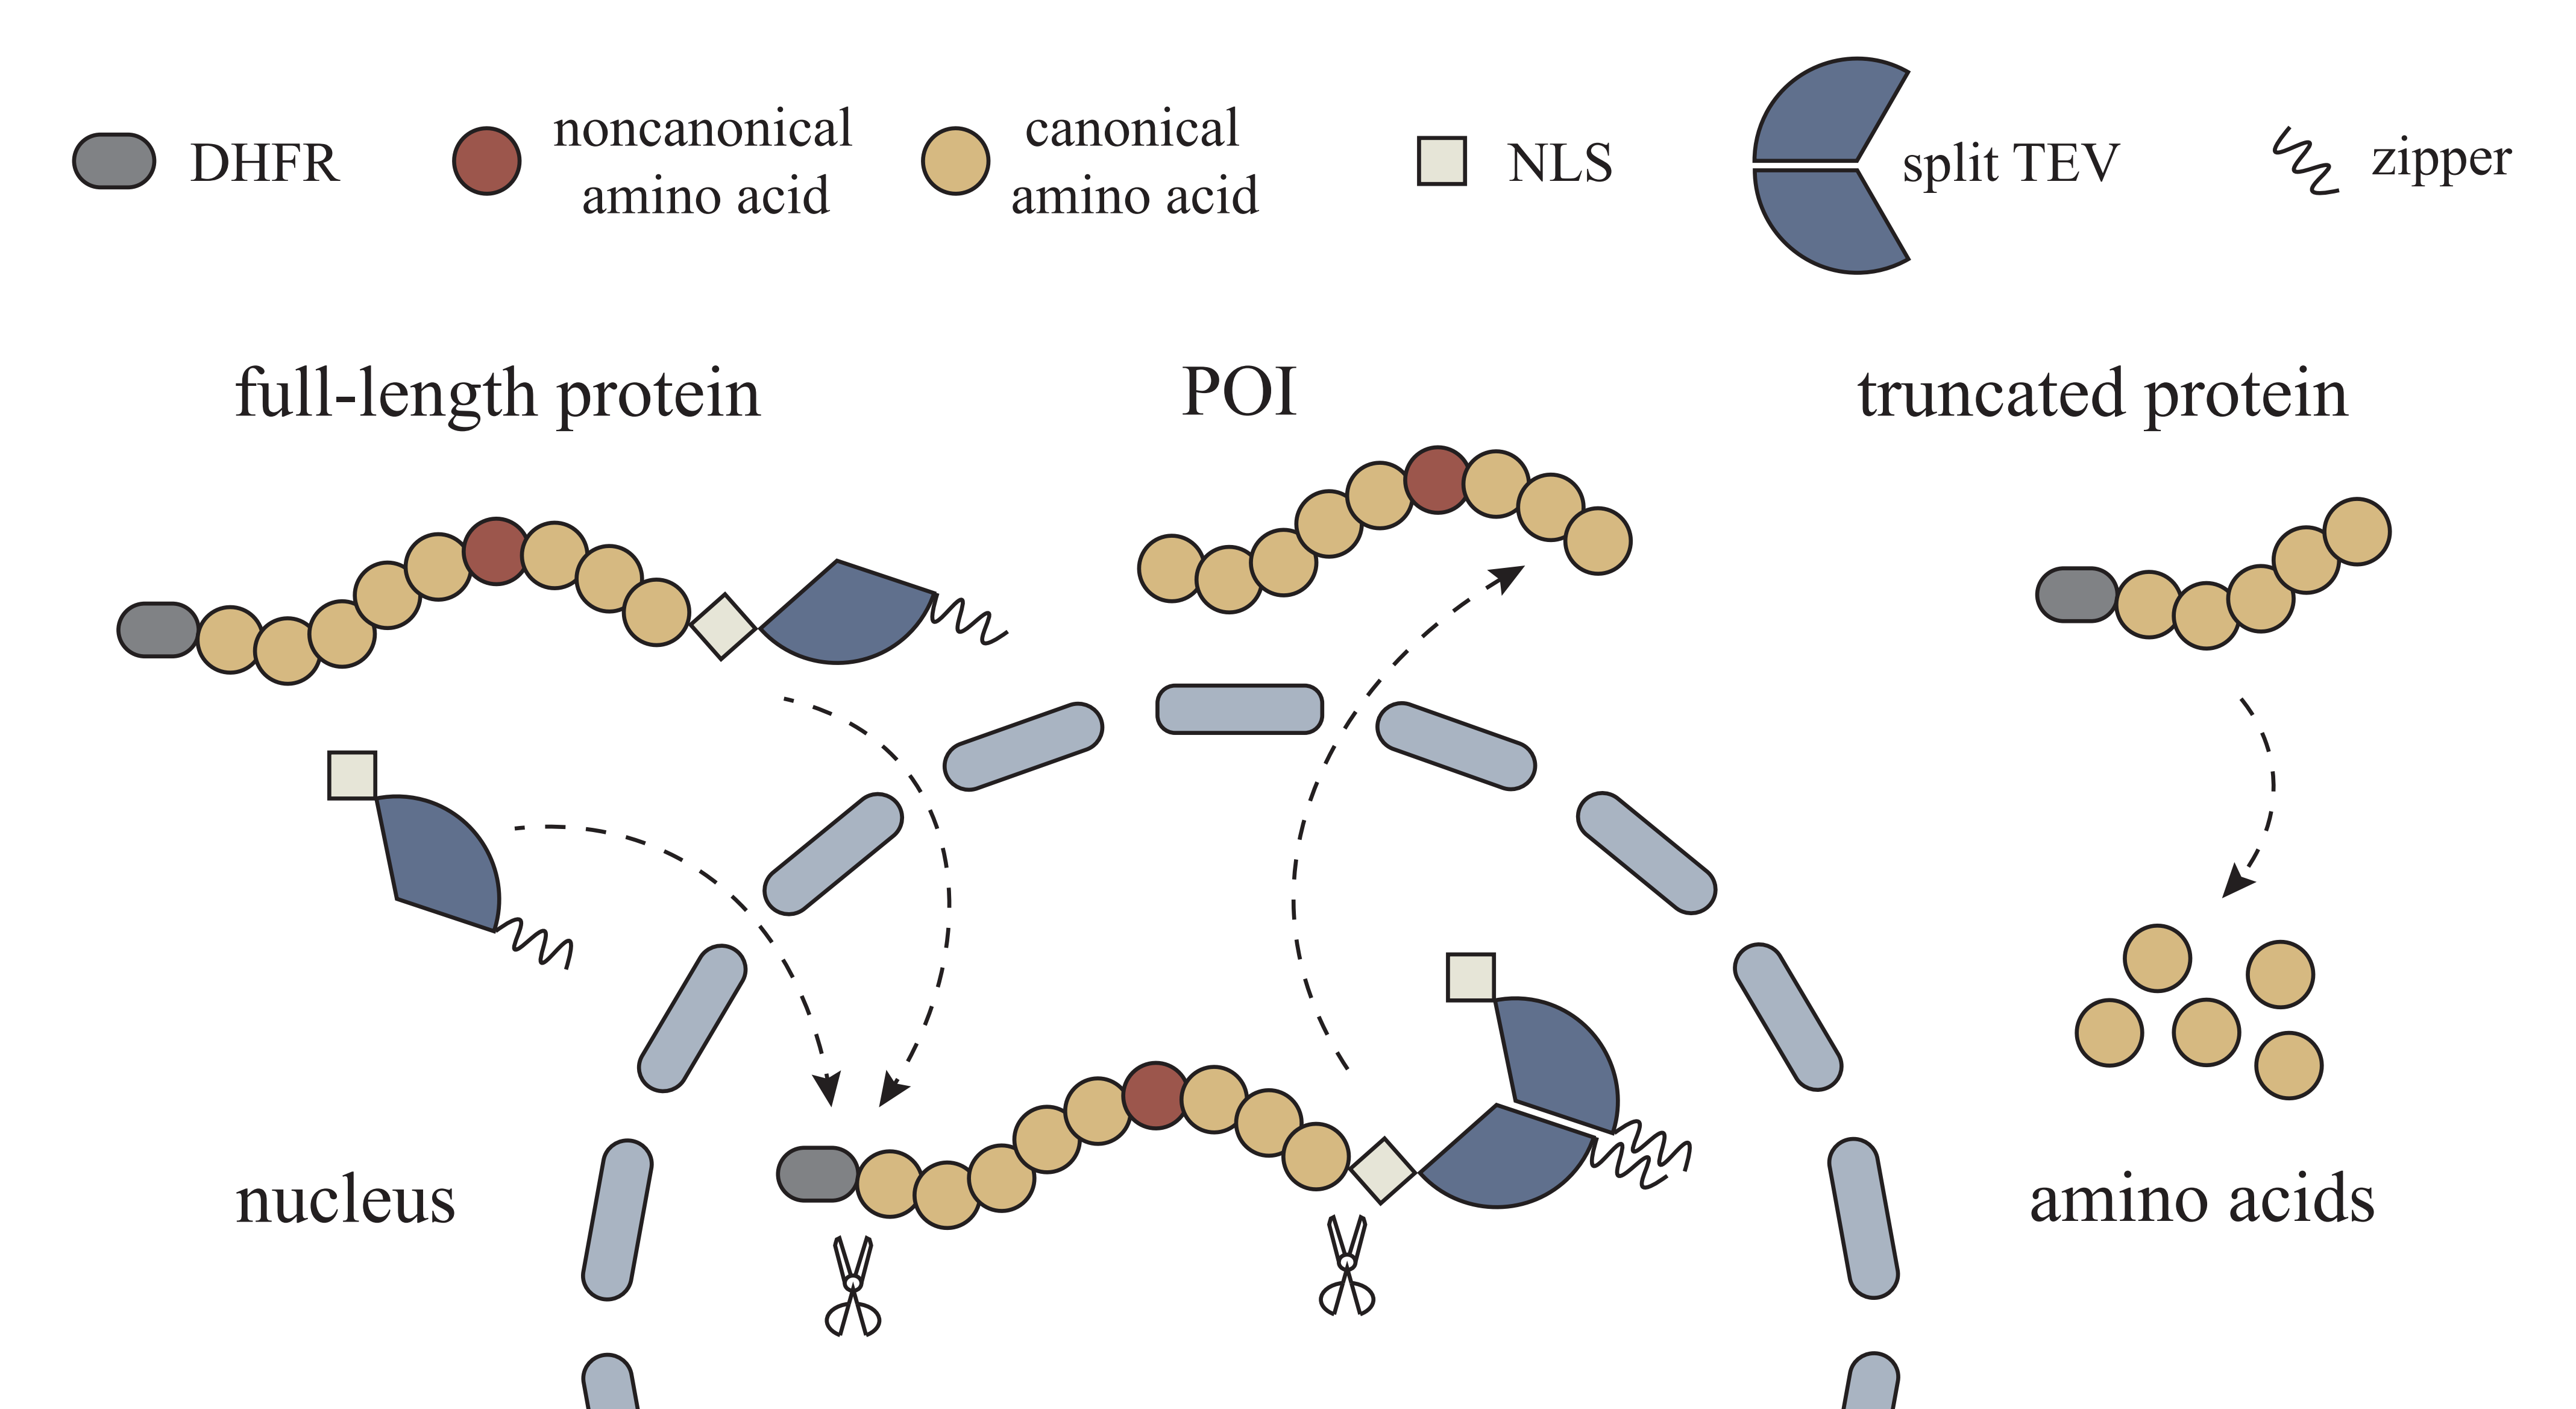 DHFR
noncanonical
amino acid
canonical
amino acid
NLS
split TEV
zipper
full-length protein
POI
truncated protein
nucleus
amino acids